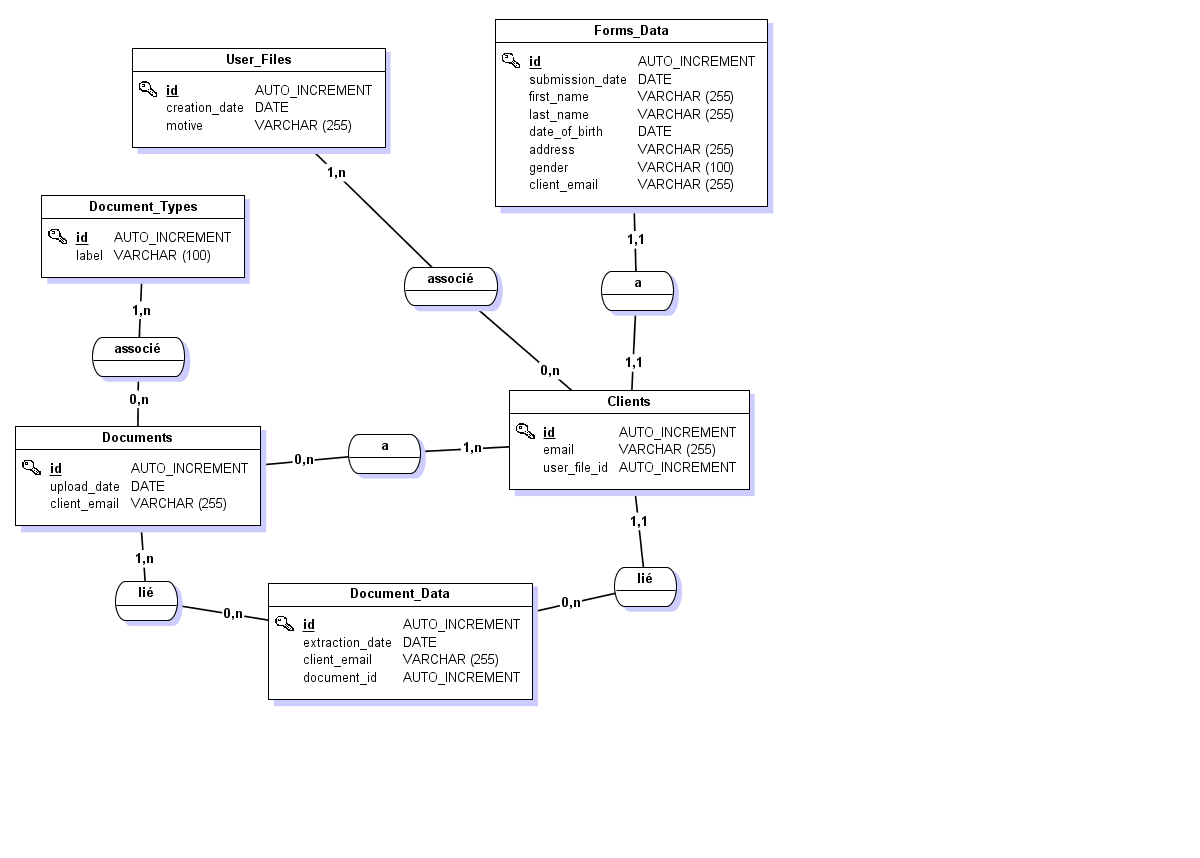 Forms_Data
id AUTO_INCREMENT
submission_date DATE
first_name VARCHAR (255)
last_name VARCHAR (255)
date_of_birth DATE
address VARCHAR (255)
gender VARCHAR (100)
client_email VARCHAR (255)
User_Files
id AUTO_INCREMENT
creation_date DATE
motive VARCHAR (255)
1,n
Document_Types
id AUTO_INCREMENT
label VARCHAR (100)
1,1
associé
a
1,n
associé
0,n
1,1
0,n
Clients
id AUTO_INCREMENT
email VARCHAR (255)
user_file_id AUTO_INCREMENT
Documents
id AUTO_INCREMENT
upload_date DATE
client_email VARCHAR (255)
0,n
a
1,n
1,1
1,n
lié
lié
0,n
0,n
Document_Data
id AUTO_INCREMENT
extraction_date DATE
client_email VARCHAR (255)
document_id AUTO_INCREMENT